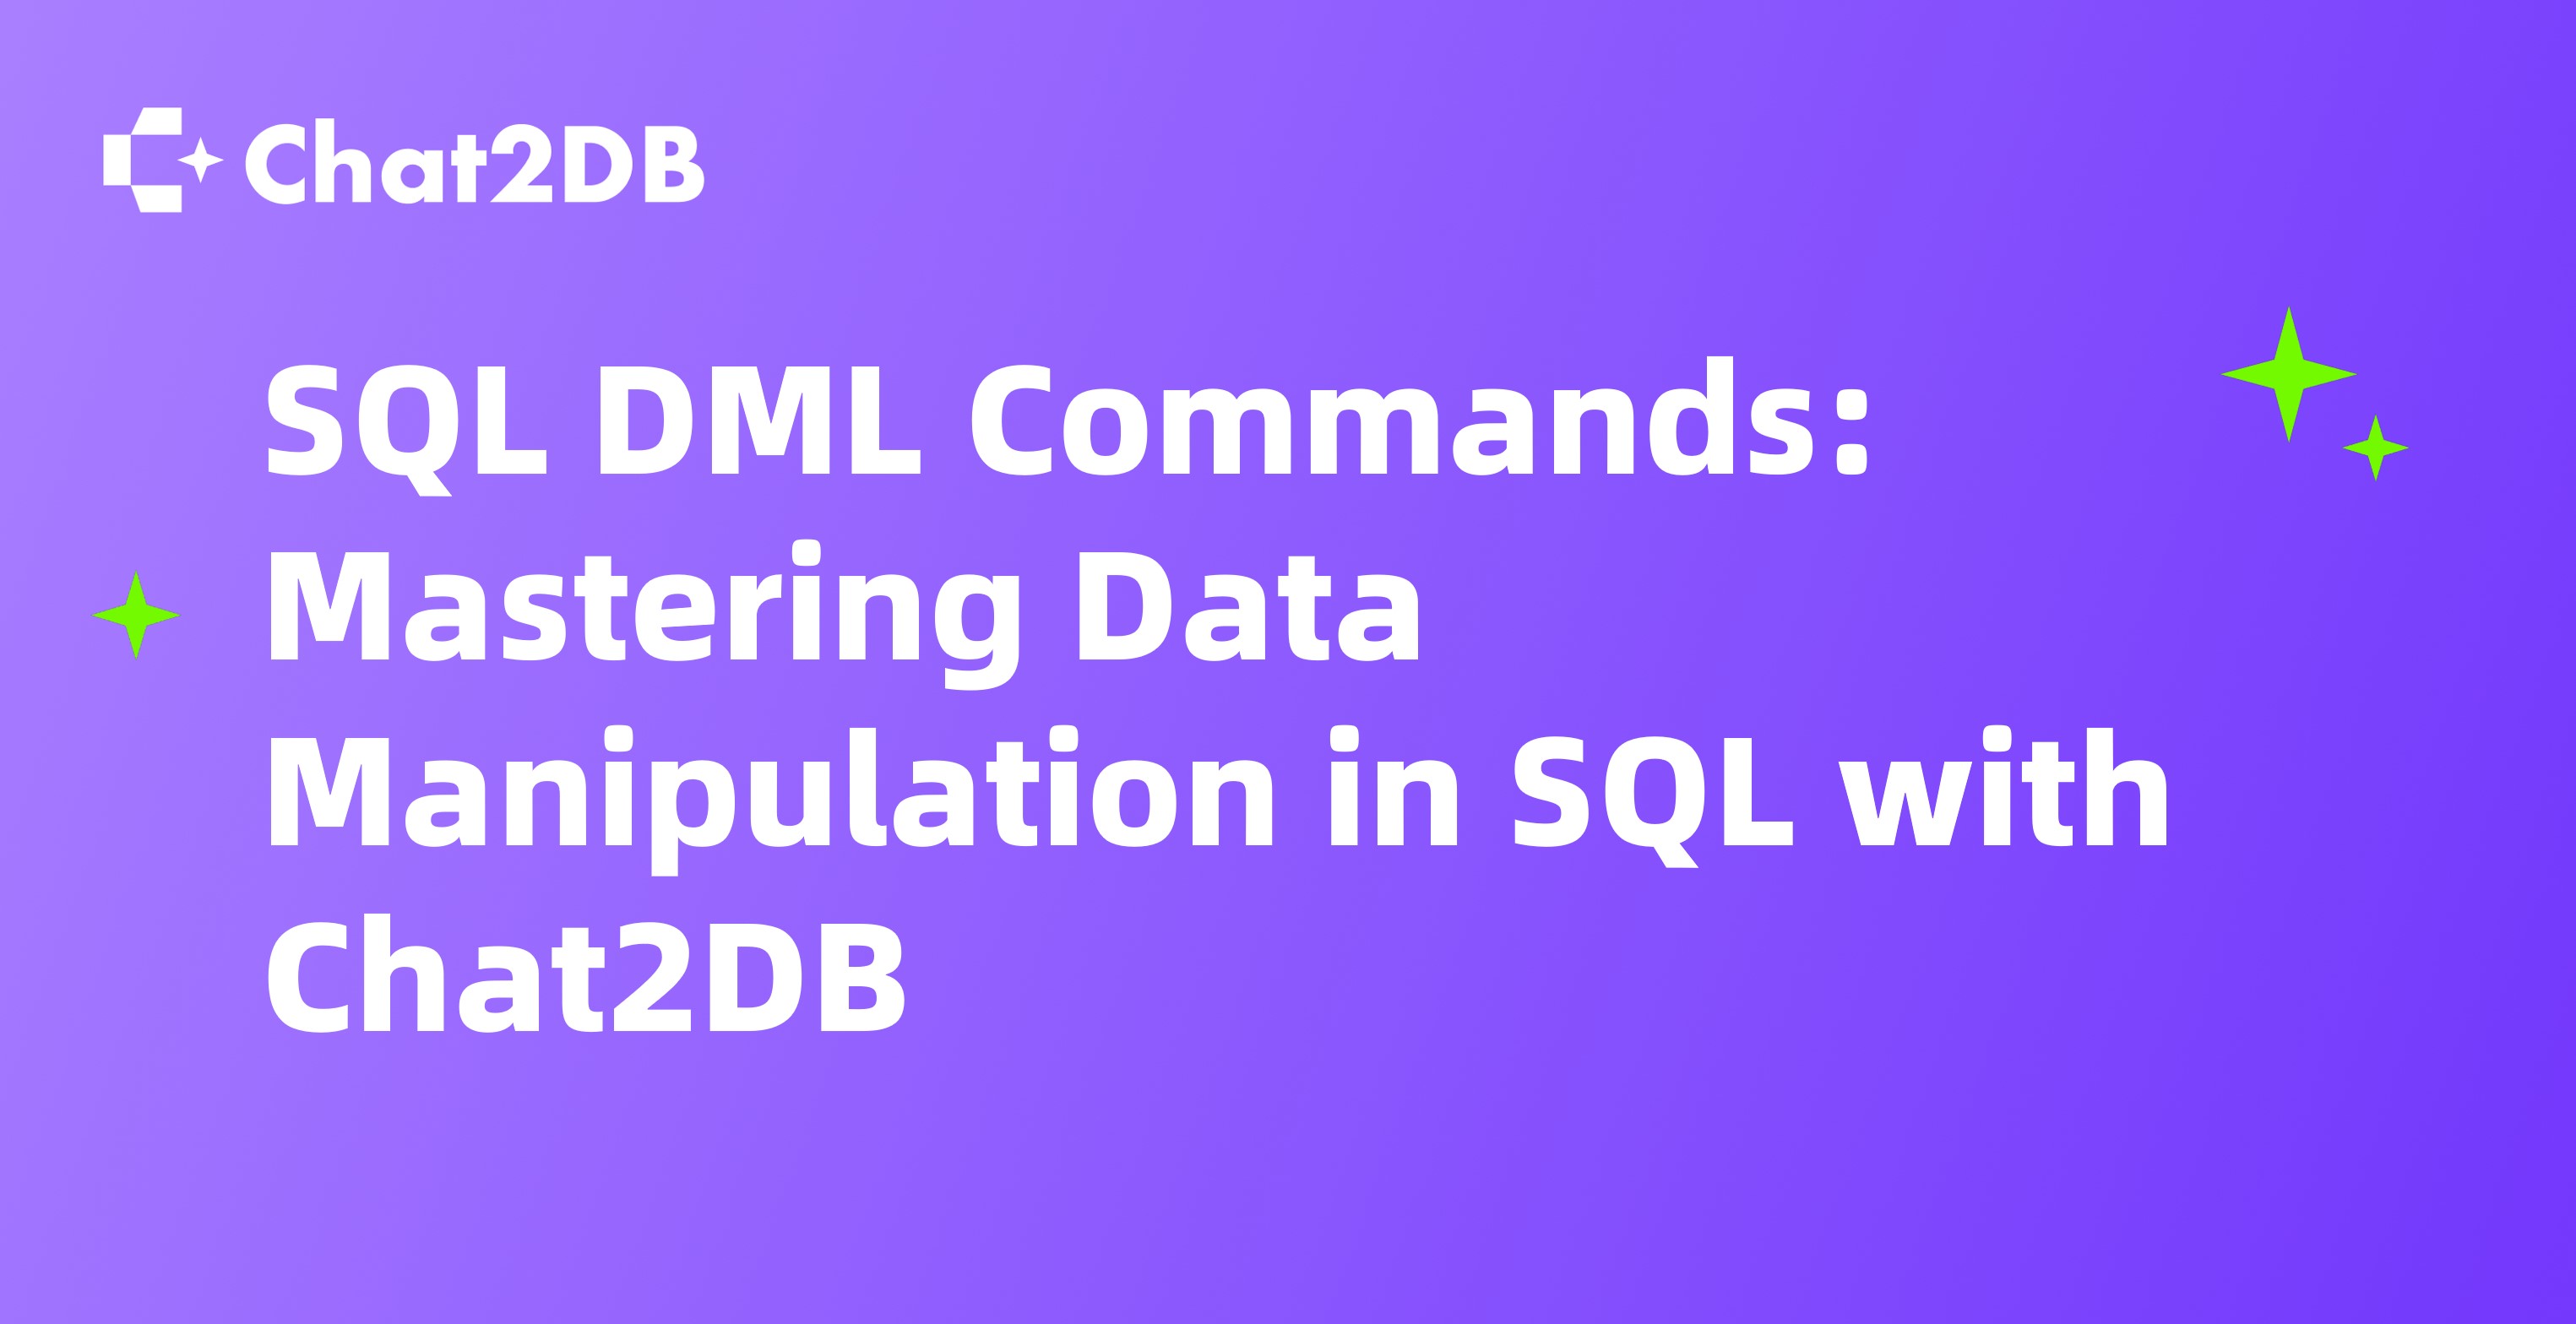 Chat2DB
SQL DML Commands:
Mastering Data
Manipulation in SQL with
Chat2DB